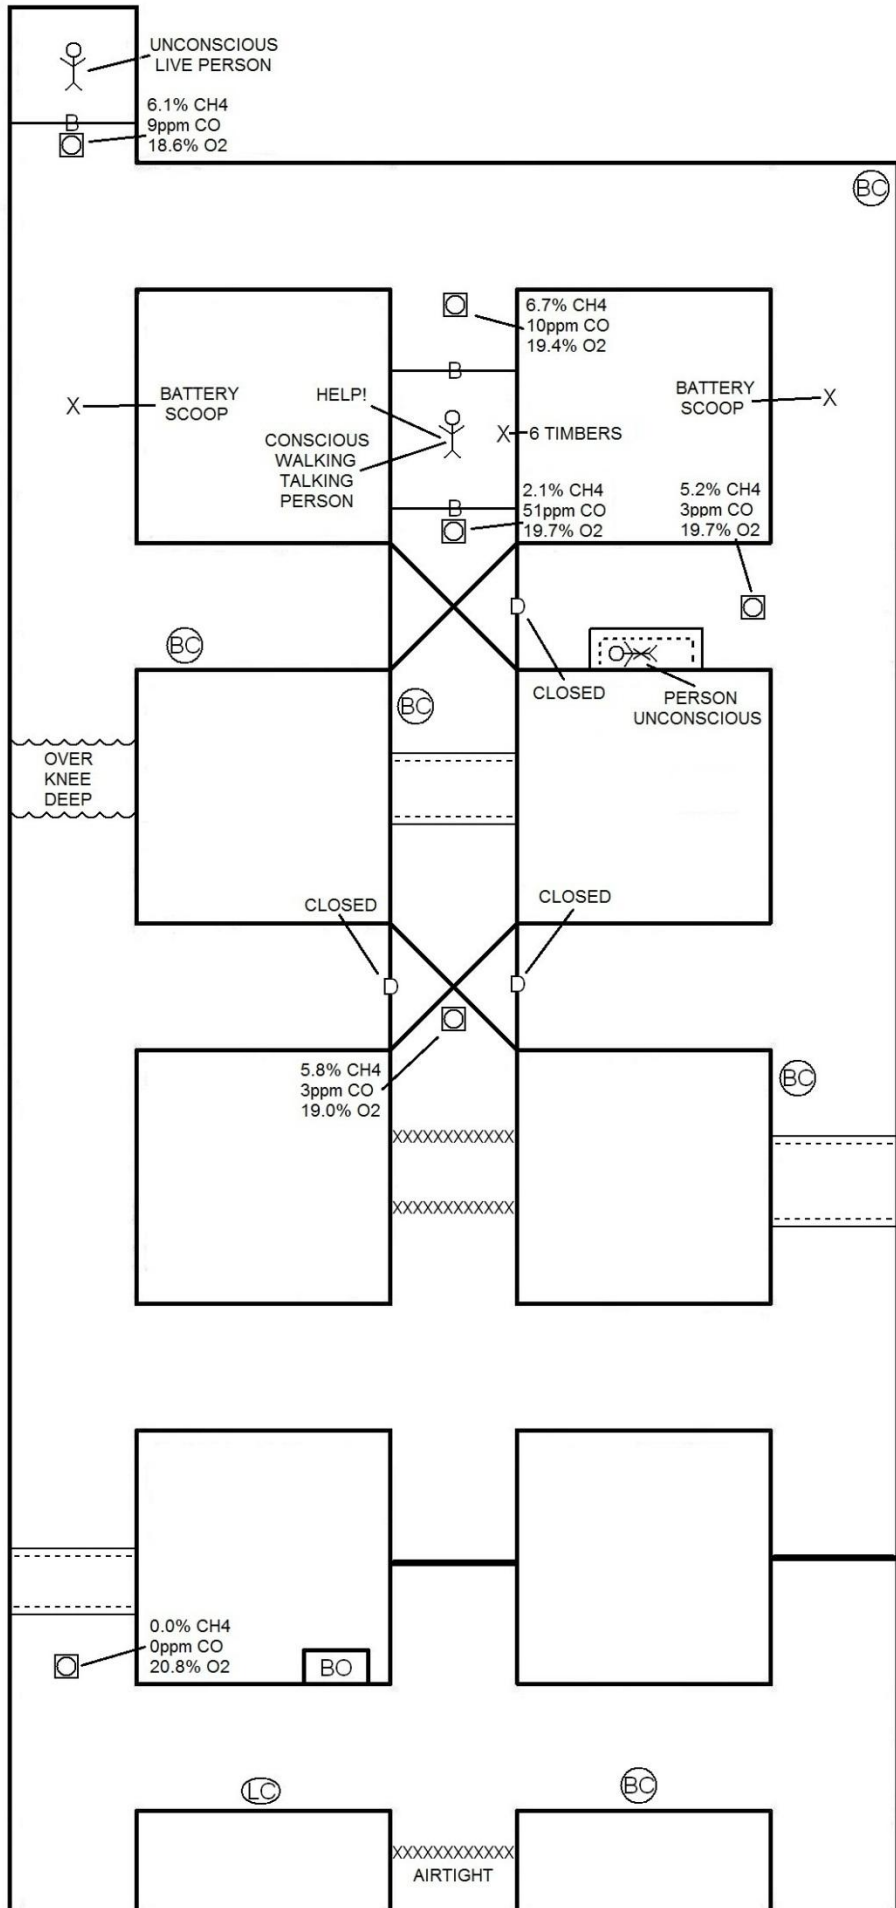 UNCONSCIOUS
LIVE PERSON
B
6.1% CH4
9ppm CO
18.6% O2
BC
6.7% CH4
10ppm CO
19.4% O2
B
X
BATTERY
SCOOP
HELP!
CONSCIOUS
WALKING
TALKING
PERSON
X
6 TIMBERS
BATTERY
SCOOP
X
B
2.1% CH4
51ppm CO
19.7% O2
5.2% CH4
3ppm CO
19.7% O2
D
BC
BC
CLOSED
PERSON
UNCONSCIOUS
OVER
KNEE
DEEP
CLOSED
CLOSED
D
D
5.8% CH4
3ppm CO
19.0% O2
BC
XXXXXXXXXXXX
XXXXXXXXXXXX
0.0% CH4
0ppm CO
20.8% O2
BO
LC
BC
XXXXXXXXXXXX
AIRTIGHT